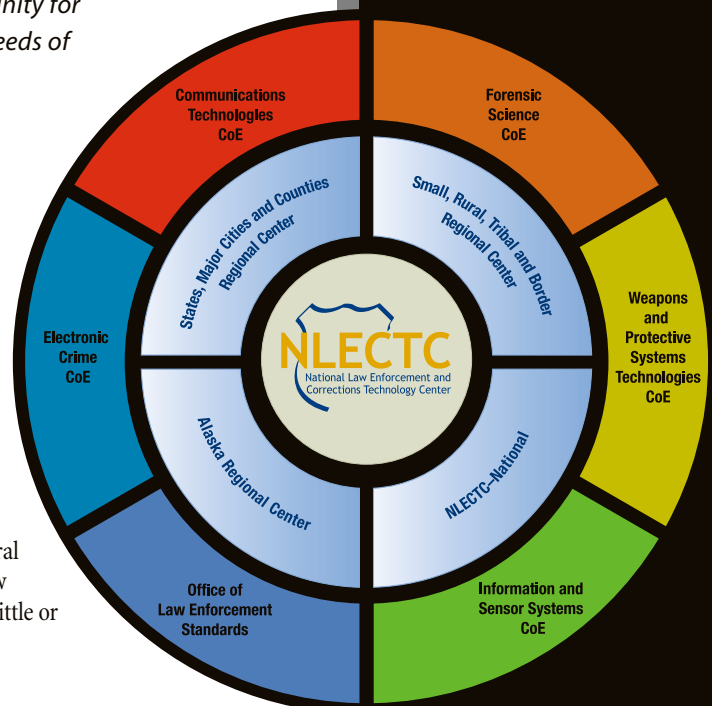 nity for
eeds of
Communications
Technologies
CoE
Forensic
Science
CoE
States, Major Cities and Counties
Regional Center
Small, Rural, Tribal and Border
Regional Center
Electronic
Crime
CoE
NLECTC
National Law Enforcement and
Corrections Technology Center
Weapons
and
Protective
Systems
Technologies
CoE
Alaska Regional Center
NLECTC–National
ral
w
ittle or
Office of
Law Enforcement
Standards
Information and
Sensor Systems
CoE